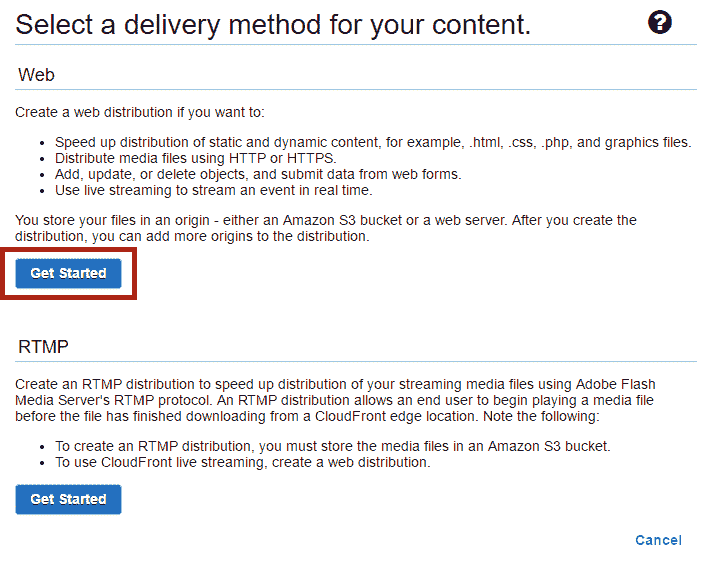 Select a delivery method for your content.
?
Web
Create a web distribution if you want to:
• Speed up distribution of static and dynamic content, for example, .html, .css, .php, and graphics files.
• Distribute media files using HTTP or HTTPS.
• Add, update, or delete objects, and submit data from web forms.
• Use live streaming to stream an event in real time.
You store your files in an origin - either an Amazon S3 bucket or a web server. After you create the
distribution, you can add more origins to the distribution.
Get Started
RTMP
Create an RTMP distribution to speed up distribution of your streaming media files using Adobe Flash
Media Server's RTMP protocol. An RTMP distribution allows an end user to begin playing a media file
before the file has finished downloading from a CloudFront edge location. Note the following:
• To create an RTMP distribution, you must store the media files in an Amazon S3 bucket.
• To use CloudFront live streaming, create a web distribution.
Get Started
Cancel